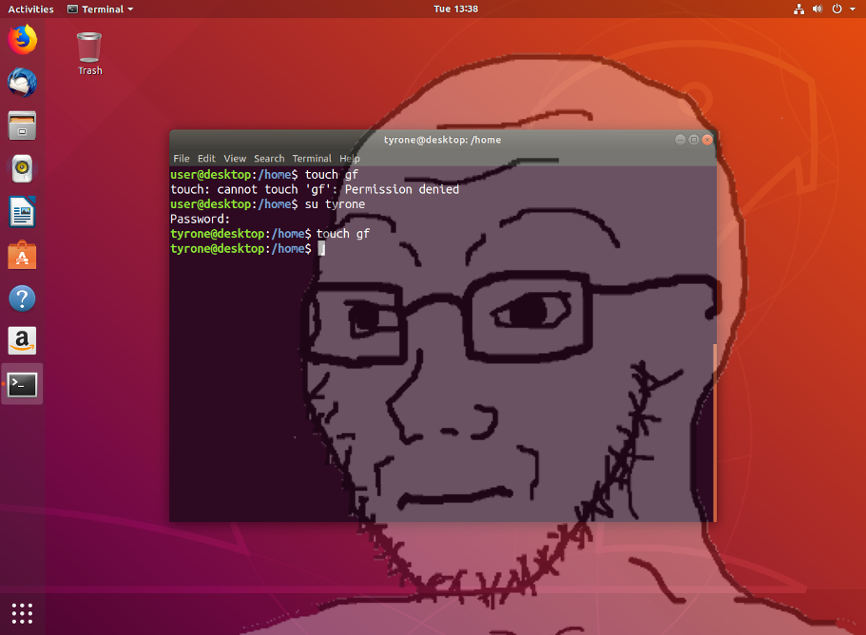 Activities Terminal Tue 13:38
Trash
tyrone@desktop: /home
File Edit View Search Terminal Help
user@desktop:/home$ touch gf
touch: cannot touch 'gf': Permission denied
user@desktop:/home$ su tyrone
Password:
tyrone@desktop:/home$ touch gf
tyrone@desktop:/home$